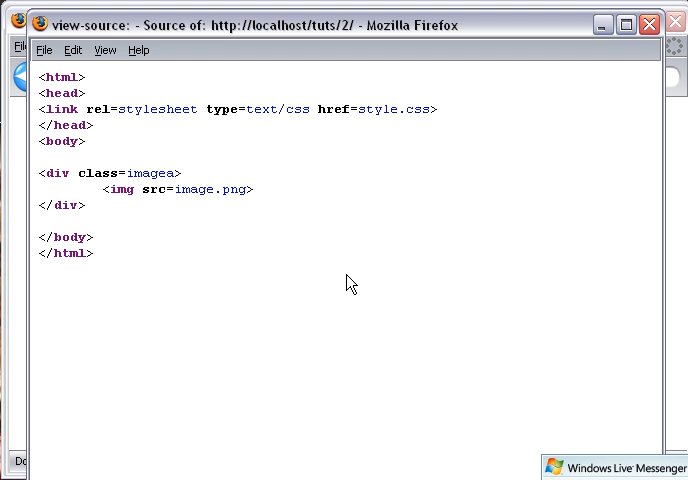 view-source: - Source of: http://localhost/tuts/2/ - Mozilla Firefox
File Edit View Help
<html>
<head>
<link rel=stylesheet type=text/css href=style.css>
</head>
<body>
<div class=imagea>
<img src=image.png>
</div>
</body>
</html>
Windows Live Messenger